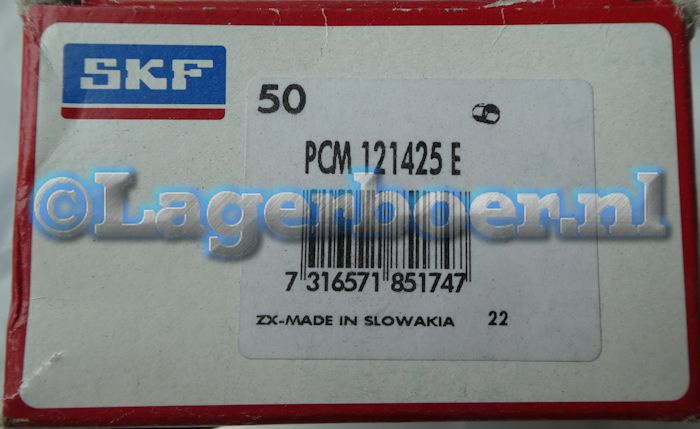 SKF
50
PCM 121425 E
©Lagerboer.nl
7 316571 851747
ZX-MADE IN SLOWAKIA 22